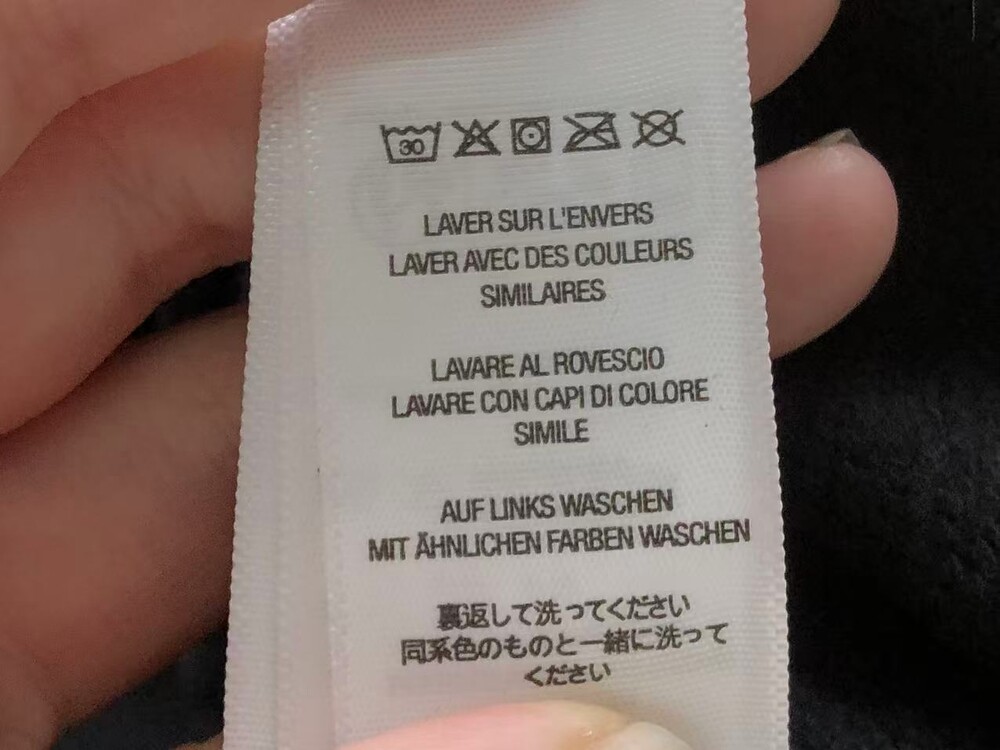 30
LAVER SUR L'ENVERS
LAVER AVEC DES COULEURS
SIMILAIRES
LAVARE AL ROVESCIO
LAVARE CON CAPI DI COLORE
SIMILE
AUF LINKS WASCHEN
MIT ÄHNLICHEN FARBEN WASCHEN
裏返して洗ってください
同系色のものと一緒に洗って
ください